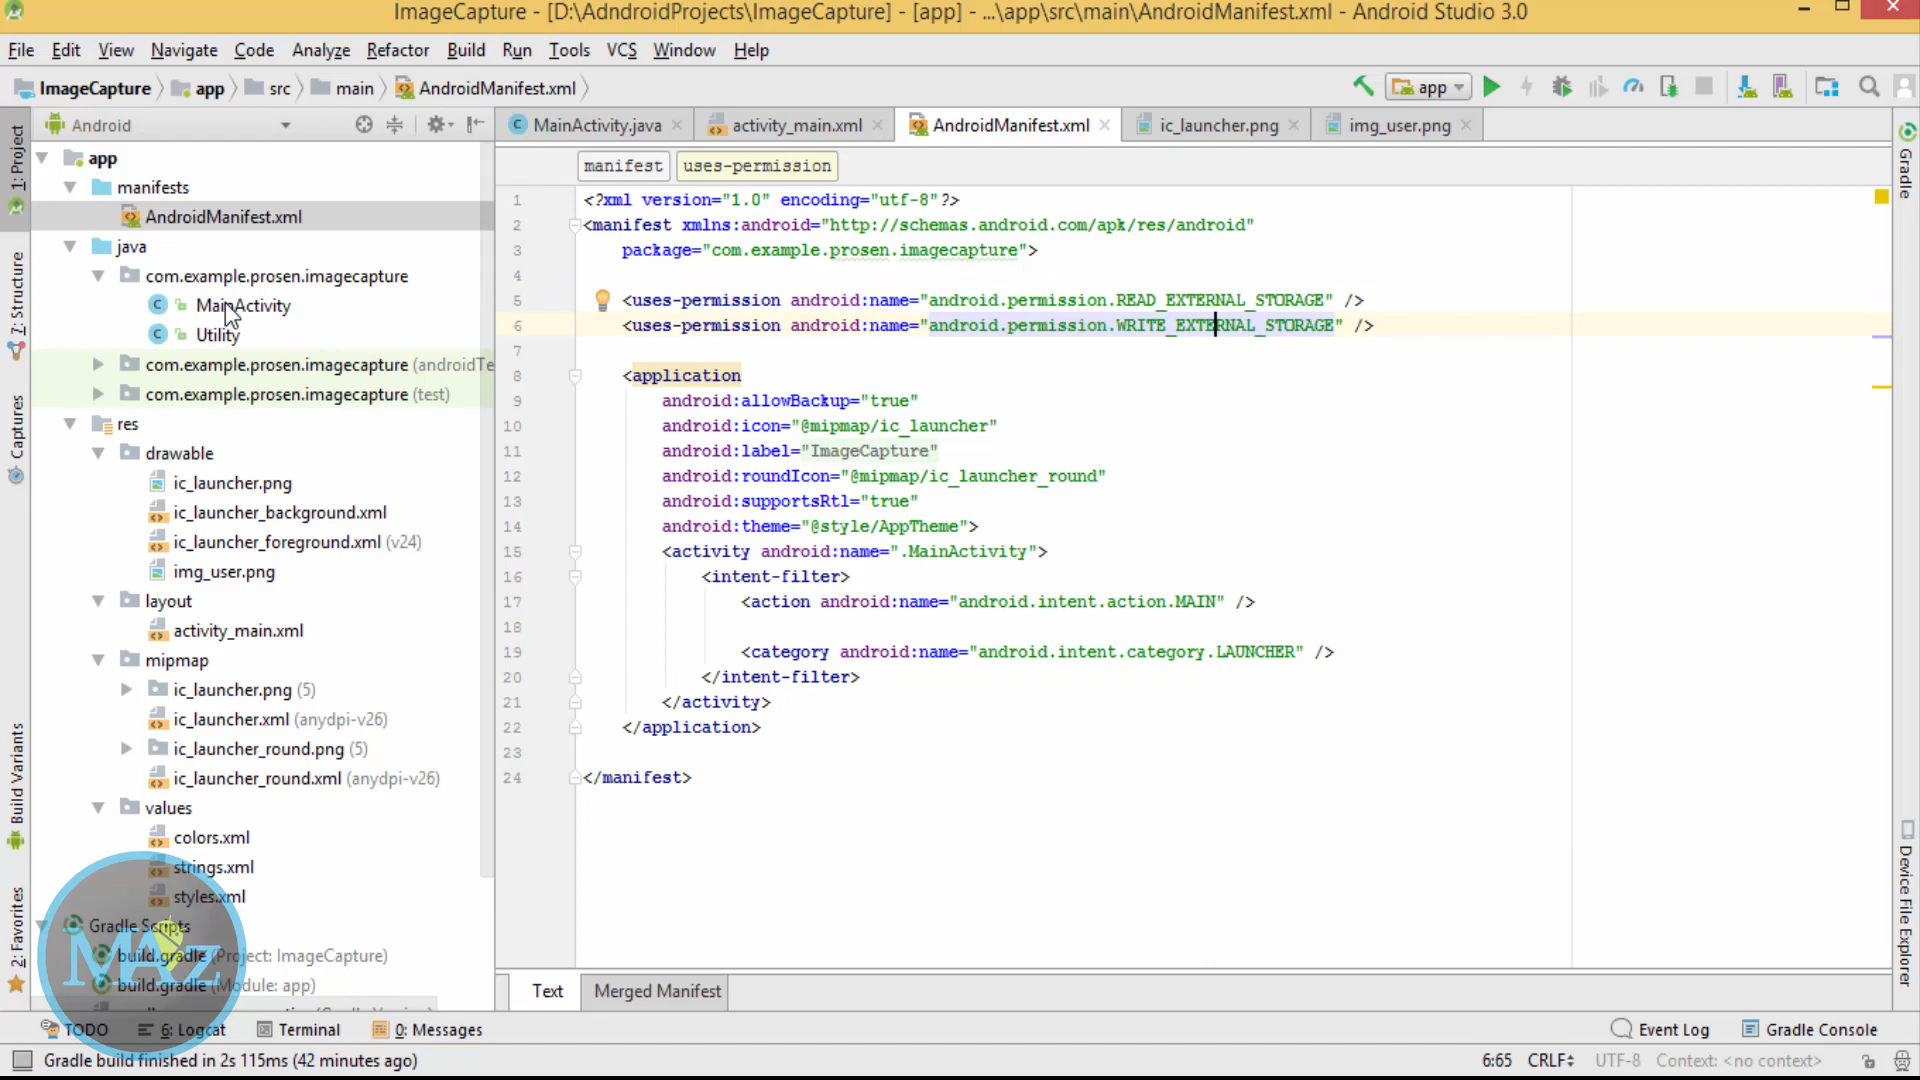 ImageCapture - [D:\AdndroidProjects\ImageCapture] - [app] - ...\app\src\main\AndroidManifest.xml - Android Studio 3.0
File Edit View Navigate Code Analyze Refactor Build Run Tools VCS Window Help
ImageCapture app src main AndroidManifest.xml app
Android
MainActivity.java activity_main.xml AndroidManifest.xml ic_launcher.png img_user.png
manifest uses-permission
1: Project
7: Structure
Captures
Build Variants
2: Favorites
app
manifests
AndroidManifest.xml
java
com.example.prosen.imagecapture
MainActivity
Utility
com.example.prosen.imagecapture (androidTe
com.example.prosen.imagecapture (test)
res
drawable
ic_launcher.png
ic_launcher_background.xml
ic_launcher_foreground.xml (v24)
img_user.png
layout
activity_main.xml
mipmap
ic_launcher.png (5)
ic_launcher.xml (anydpi-v26)
ic_launcher_round.png (5)
ic_launcher_round.xml (anydpi-v26)
values
colors.xml
strings.xml
styles.xml
Gradle Scripts
build.gradle (Project: ImageCapture)
build.gradle (Module: app)
MAZ
1 <?xml version="1.0" encoding="utf-8"?>
2 <manifest xmlns:android="http://schemas.android.com/apk/res/android"
3 package="com.example.prosen.imagecapture">
4
5 <uses-permission android:name="android.permission.READ_EXTERNAL_STORAGE" />
6 <uses-permission android:name="android.permission.WRITE_EXTERNAL_STORAGE" />
7
8 <application
9 android:allowBackup="true"
10 android:icon="@mipmap/ic_launcher"
11 android:label="ImageCapture"
12 android:roundIcon="@mipmap/ic_launcher_round"
13 android:supportsRtl="true"
14 android:theme="@style/AppTheme">
15 <activity android:name=".MainActivity">
16 <intent-filter>
17 <action android:name="android.intent.action.MAIN" />
18
19 <category android:name="android.intent.category.LAUNCHER" />
20 </intent-filter>
21 </activity>
22 </application>
23
24 </manifest>
Gradle
Device File Explorer
Text Merged Manifest
TODO 6: Logcat Terminal 0: Messages Event Log Gradle Console
Gradle build finished in 2s 115ms (42 minutes ago) 6:65 CRLF UTF-8 Context: <no context>